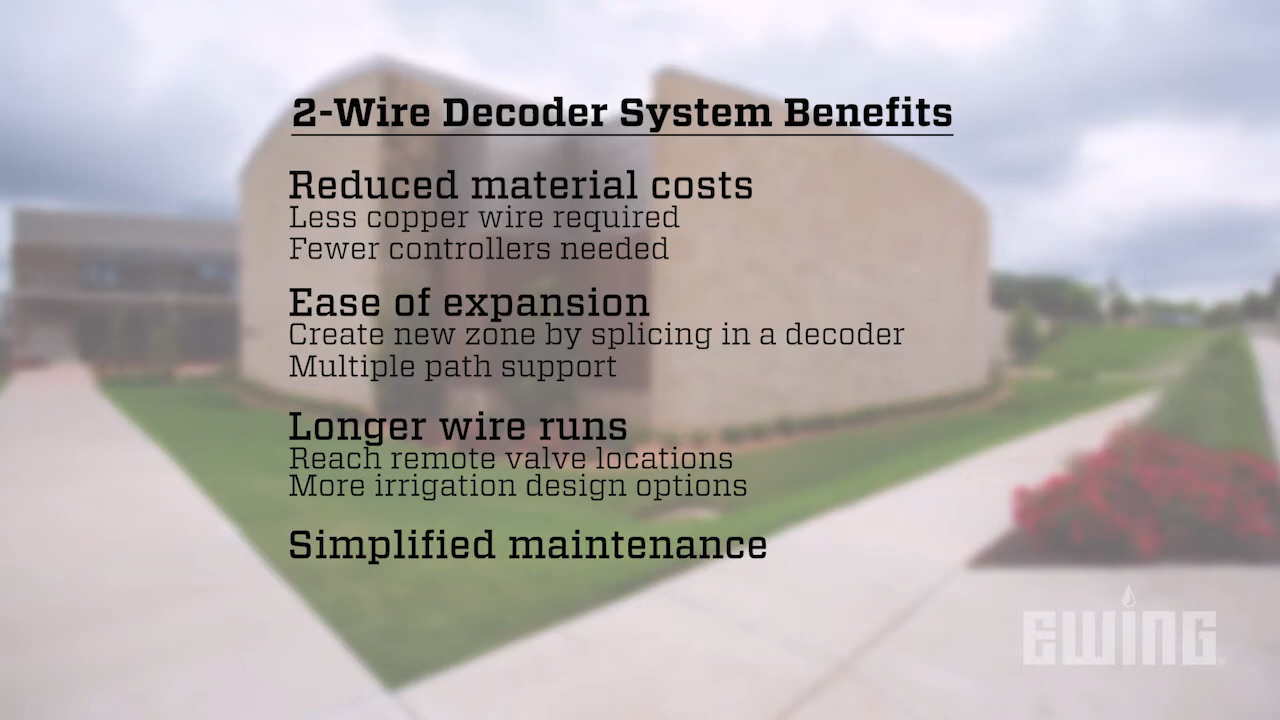 2-Wire Decoder System Benefits
Reduced material costs
Less copper wire required
Fewer controllers needed
Ease of expansion
Create new zone by splicing in a decoder
Multiple path support
Longer wire runs
Reach remote valve locations
More irrigation design options
Simplified maintenance
EWING